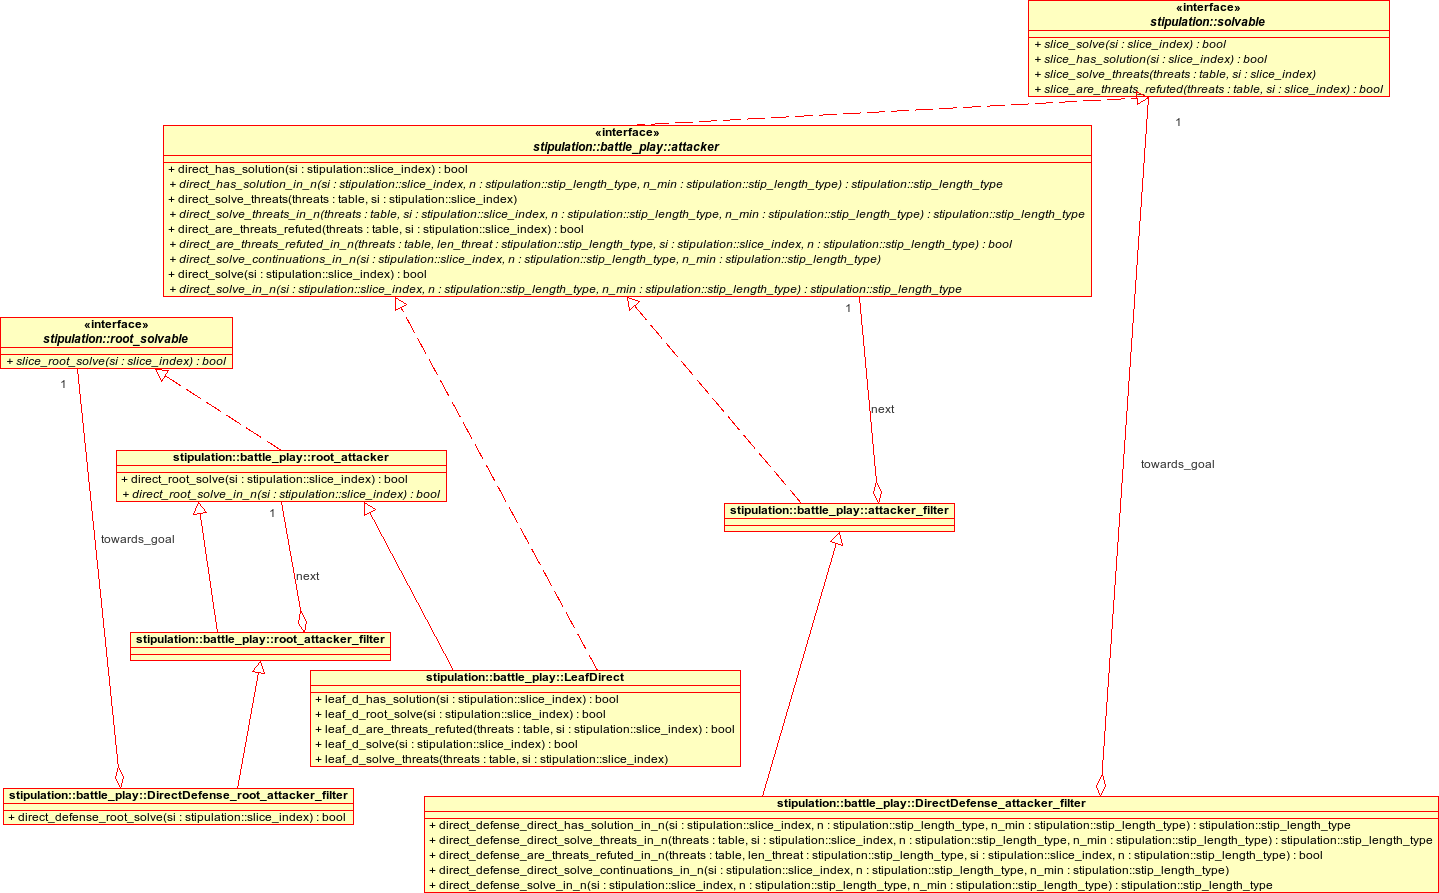 «interface»
stipulation::solvable
+ slice_solve(si : slice_index) : bool
+ slice_has_solution(si : slice_index) : bool
+ slice_solve_threats(threats : table, si : slice_index)
+ slice_are_threats_refuted(threats : table, si : slice_index) : bool
1
«interface»
stipulation::battle_play::attacker
+ direct_has_solution(si : stipulation::slice_index) : bool
+ direct_has_solution_in_n(si : stipulation::slice_index, n : stipulation::stip_length_type, n_min : stipulation::stip_length_type) : stipulation::stip_length_type
+ direct_solve_threats(threats : table, si : stipulation::slice_index)
+ direct_solve_threats_in_n(threats : table, si : stipulation::slice_index, n : stipulation::stip_length_type, n_min : stipulation::stip_length_type) : stipulation::stip_length_type
+ direct_are_threats_refuted(threats : table, si : stipulation::slice_index) : bool
+ direct_are_threats_refuted_in_n(threats : table, len_threat : stipulation::stip_length_type, si : stipulation::slice_index, n : stipulation::stip_length_type) : bool
+ direct_solve_continuations_in_n(si : stipulation::slice_index, n : stipulation::stip_length_type, n_min : stipulation::stip_length_type)
+ direct_solve(si : stipulation::slice_index) : bool
+ direct_solve_in_n(si : stipulation::slice_index, n : stipulation::stip_length_type, n_min : stipulation::stip_length_type) : stipulation::stip_length_type
1
«interface»
stipulation::root_solvable
+ slice_root_solve(si : slice_index) : bool
1
next
stipulation::battle_play::root_attacker
+ direct_root_solve(si : stipulation::slice_index) : bool
+ direct_root_solve_in_n(si : stipulation::slice_index) : bool
towards_goal
stipulation::battle_play::attacker_filter
1
towards_goal
next
stipulation::battle_play::root_attacker_filter
stipulation::battle_play::LeafDirect
+ leaf_d_has_solution(si : stipulation::slice_index) : bool
+ leaf_d_root_solve(si : stipulation::slice_index) : bool
+ leaf_d_are_threats_refuted(threats : table, si : stipulation::slice_index) : bool
+ leaf_d_solve(si : stipulation::slice_index) : bool
+ leaf_d_solve_threats(threats : table, si : stipulation::slice_index)
stipulation::battle_play::DirectDefense_root_attacker_filter
+ direct_defense_root_solve(si : stipulation::slice_index) : bool
stipulation::battle_play::DirectDefense_attacker_filter
+ direct_defense_direct_has_solution_in_n(si : stipulation::slice_index, n : stipulation::stip_length_type, n_min : stipulation::stip_length_type) : stipulation::stip_length_type
+ direct_defense_direct_solve_threats_in_n(threats : table, si : stipulation::slice_index, n : stipulation::stip_length_type, n_min : stipulation::stip_length_type) : stipulation::stip_length_type
+ direct_defense_are_threats_refuted_in_n(threats : table, len_threat : stipulation::stip_length_type, si : stipulation::slice_index, n : stipulation::stip_length_type) : bool
+ direct_defense_direct_solve_continuations_in_n(si : stipulation::slice_index, n : stipulation::stip_length_type, n_min : stipulation::stip_length_type)
+ direct_defense_solve_in_n(si : stipulation::slice_index, n : stipulation::stip_length_type, n_min : stipulation::stip_length_type) : stipulation::stip_length_type